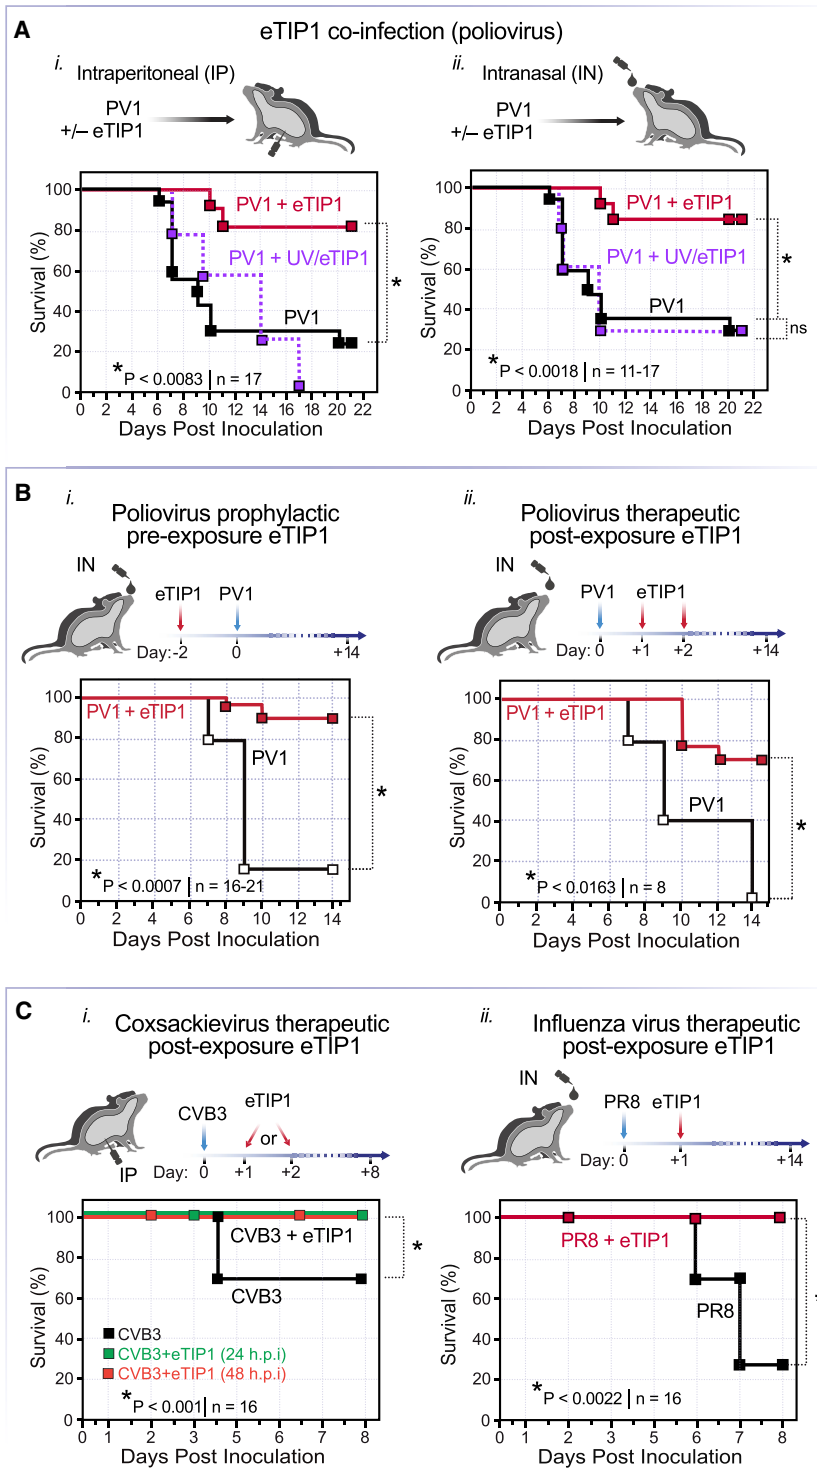 A
eTIP1 co-infection (poliovirus)
i.
Intraperitoneal (IP)
PV1
+/– eTIP1
100
80
60
40
20
0
Survival (%)
PV1 + eTIP1
PV1 + UV/eTIP1
PV1
*
* P < 0.0083 | n = 17
0 2 4 6 8 10 12 14 16 18 20 22
Days Post Inoculation
ii.
Intranasal (IN)
PV1
+/– eTIP1
100
80
60
40
20
0
Survival (%)
PV1 + eTIP1
PV1 + UV/eTIP1
PV1
*
ns
* P < 0.0018 | n = 11-17
0 2 4 6 8 10 12 14 16 18 20 22
Days Post Inoculation
B
i.
Poliovirus prophylactic
pre-exposure eTIP1
IN
eTIP1 PV1
Day:-2 0 +14
100
80
60
40
20
0
Survival (%)
PV1 + eTIP1
PV1
*
* P < 0.0007 | n = 16-21
0 2 4 6 8 10 12 14
Days Post Inoculation
ii.
Poliovirus therapeutic
post-exposure eTIP1
IN
PV1 eTIP1
Day: 0 +1 +2 +14
100
80
60
40
20
0
Survival (%)
PV1 + eTIP1
PV1
*
* P < 0.0163 | n = 8
0 2 4 6 8 10 12 14
Days Post Inoculation
C
i.
Coxsackievirus therapeutic
post-exposure eTIP1
IP
CVB3
eTIP1
or
Day: 0 +1 +2 +8
100
80
60
40
20
0
Survival (%)
CVB3 + eTIP1
CVB3
*
CVB3
CVB3+eTIP1 (24 h.p.i)
CVB3+eTIP1 (48 h.p.i)
* P < 0.001 | n = 16
0 1 2 3 4 5 6 7 8
Days Post Inoculation
ii.
Influenza virus therapeutic
post-exposure eTIP1
IN
PR8 eTIP1
Day: 0 +1 +14
100
80
60
40
20
0
Survival (%)
PR8 + eTIP1
PR8
* P < 0.0022 | n = 16
0 1 2 3 4 5 6 7 8
Days Post Inoculation